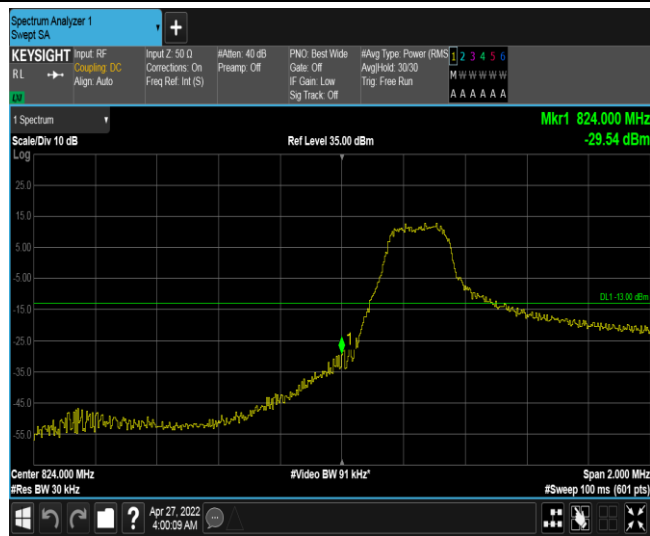 Spectrum Analyzer 1
Swept SA
KEYSIGHT
RL
Input: RF
Coupling: DC
Align: Auto
Input Z: 50 Ω
Corrections: On
Freq Ref: Int (S)
#Atten: 40 dB
Preamp: Off
PNO: Best Wide
Gate: Off
IF Gain: Low
Sig Track: Off
#Avg Type: Power (RMS
Avg|Hold: 30/30
Trig: Free Run
1 2 3 4 5 6
M W W W W W
A A A A A A
1 Spectrum
Scale/Div 10 dB
Log
Ref Level 35.00 dBm
Mkr1 824.000 MHz
-29.54 dBm
25.0
15.0
5.00
-5.00
-15.0
-25.0
-35.0
-45.0
-55.0
DL1 -13.00 dBm
1
Center 824.000 MHz
#Res BW 30 kHz
#Video BW 91 kHz*
Span 2.000 MHz
#Sweep 100 ms (601 pts)
?
Apr 27, 2022
4:00:09 AM